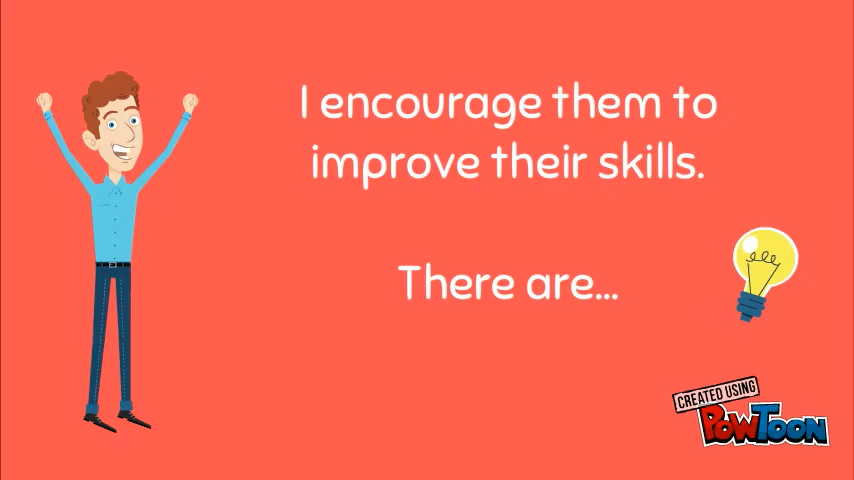 I encourage them to
improve their skills.
There are...
CREATED USING
POWTOON